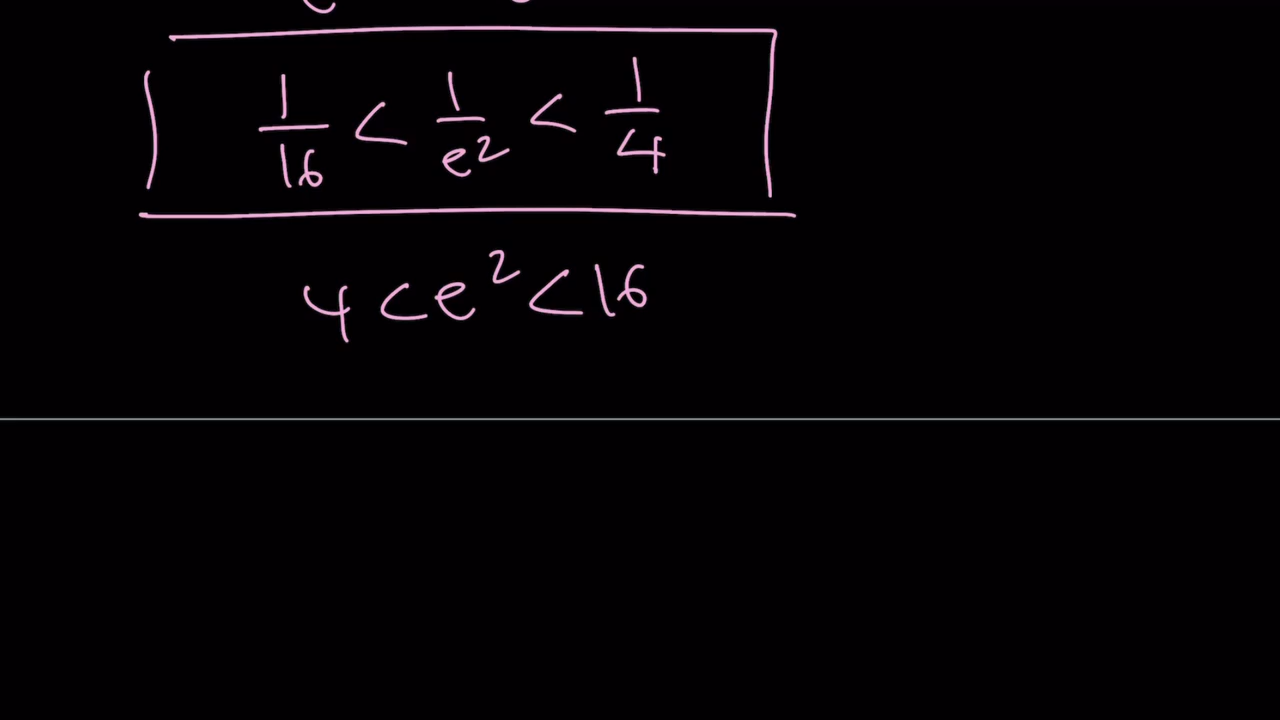 1/16 < 1/e² < 1/4
4 < e² < 16